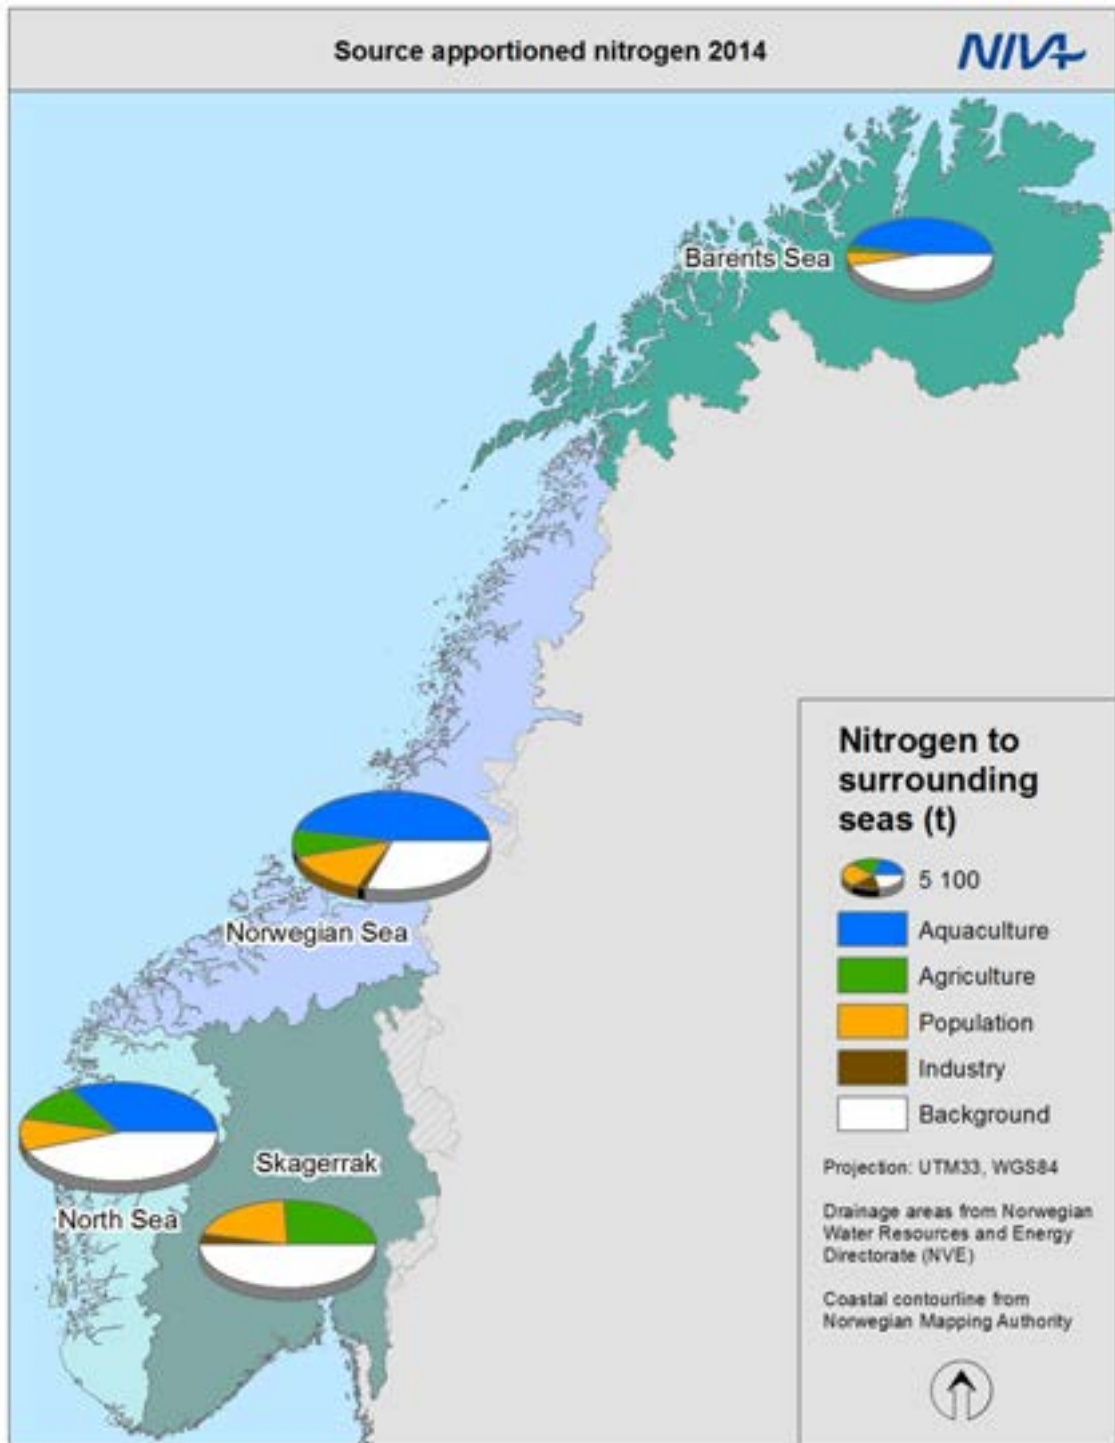 Source apportioned nitrogen 2014
NIVA
Barents Sea
Norwegian Sea
Skagerrak
North Sea
Nitrogen to
surrounding
seas (t)
5 100
Aquaculture
Agriculture
Population
Industry
Background
Projection: UTM33, WGS84
Drainage areas from Norwegian
Water Resources and Energy
Directorate (NVE)
Coastal contourline from
Norwegian Mapping Authority